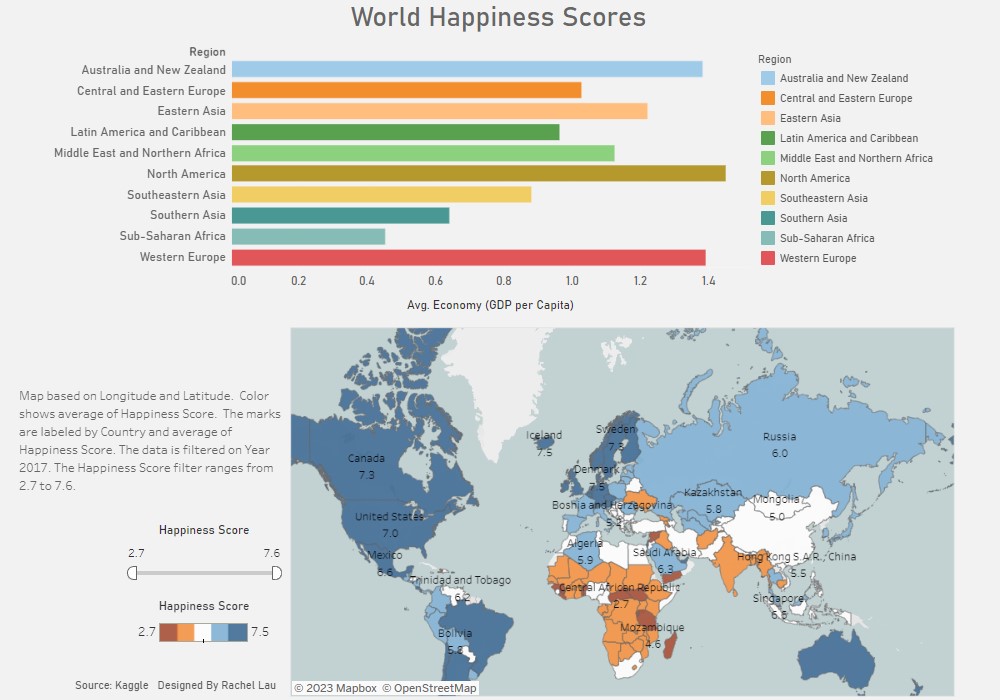 World Happiness Scores
Region
Australia and New Zealand
Central and Eastern Europe
Eastern Asia
Latin America and Caribbean
Middle East and Northern Africa
North America
Southeastern Asia
Southern Asia
Sub-Saharan Africa
Western Europe
0.0 0.2 0.4 0.6 0.8 1.0 1.2 1.4
Avg. Economy (GDP per Capita)
Region
Australia and New Zealand
Central and Eastern Europe
Eastern Asia
Latin America and Caribbean
Middle East and Northern Africa
North America
Southeastern Asia
Southern Asia
Sub-Saharan Africa
Western Europe
Map based on Longitude and Latitude. Color
shows average of Happiness Score. The marks
are labeled by Country and average of
Happiness Score. The data is filtered on Year
2017. The Happiness Score filter ranges from
2.7 to 7.6.
Happiness Score
2.7 7.6
Happiness Score
2.7 7.5
Source: Kaggle Designed By Rachel Lau
Iceland
7.5
Sweden
7.3
Russia
6.0
Canada
7.3
Denmark
7.5
Kazakhstan
5.8
Mongolia
5.0
Bosnia and Herzegovina
5.2
United States
7.0
Algeria
5.9
Saudi Arabia
6.3
Hong Kong S.A.R., China
5.5
Mexico
6.6
Trinidad and Tobago
6.2
Central African Republic
2.7
Singapore
6.6
Mozambique
4.6
Bolivia
5.8
© 2023 Mapbox © OpenStreetMap